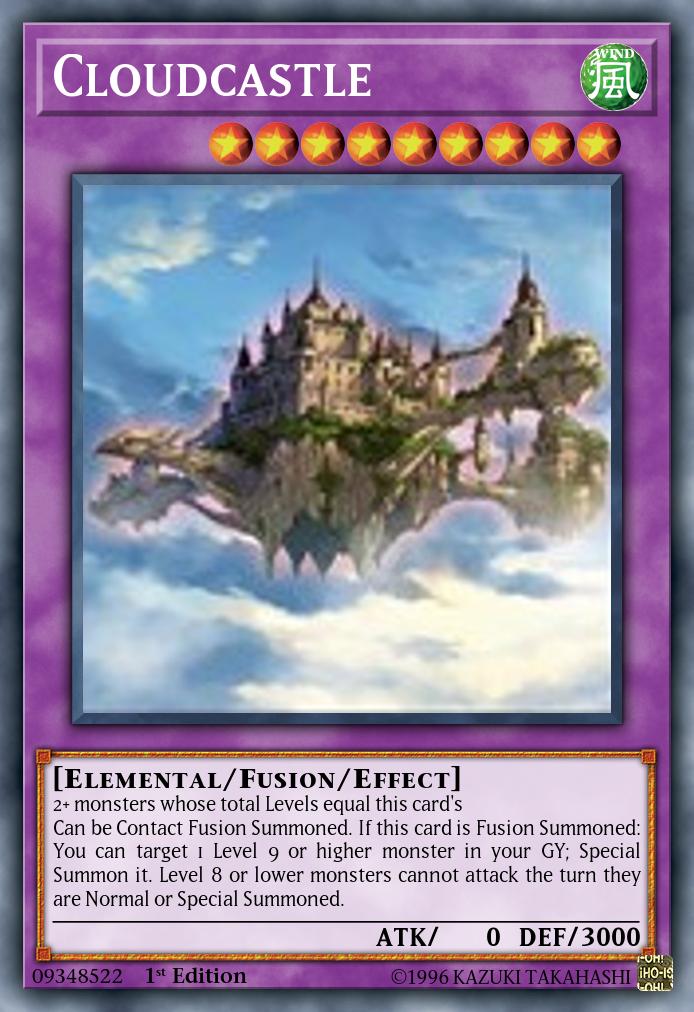 Cloudcastle
WIND
風
[Elemental/Fusion/Effect]
2+ monsters whose total Levels equal this card's
Can be Contact Fusion Summoned. If this card is Fusion Summoned:
You can target 1 Level 9 or higher monster in your GY; Special
Summon it. Level 8 or lower monsters cannot attack the turn they
are Normal or Special Summoned.
ATK/ 0 DEF/3000
09348522 1st Edition ©1996 KAZUKI TAKAHASHI